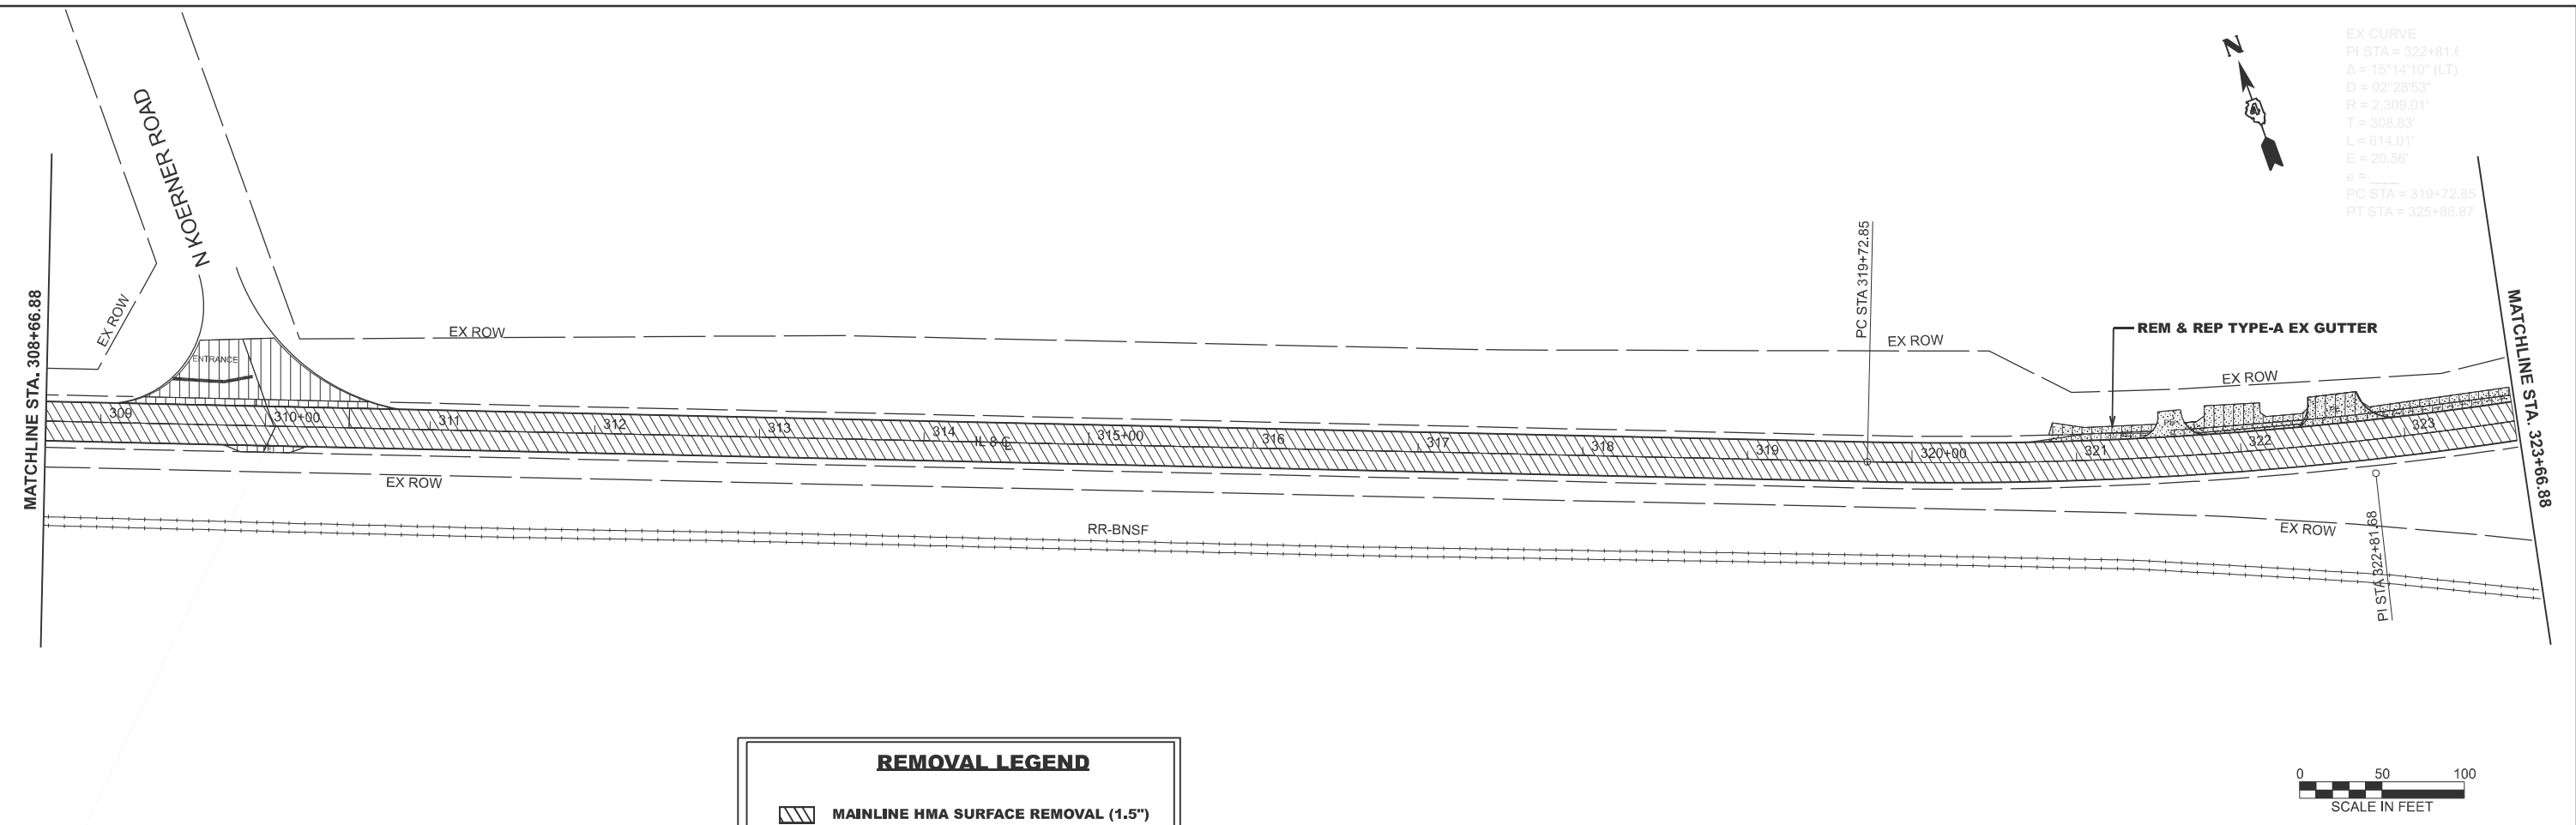 N KOERNER ROAD
EX ROW
MATCHLINE STA. 308+66.88
ENTRANCE
EX ROW
PC STA 319+72.85
EX ROW
REM & REP TYPE-A EX GUTTER
EX ROW
N
EX CURVE
PI STA = 322+81.6
Δ = 15°14'10" (LT)
D = 02°28'53"
R = 2,309.01'
T = 308.83'
L = 614.01'
E = 20.56'
e = ____
PC STA = 319+72.85
PT STA = 325+86.87
MATCHLINE STA. 323+66.88
309
310+00
311
312
313
314
IL 8 ℄
315+00
316
317
318
319
320+00
321
322
323
EX ROW
RR-BNSF
EX ROW
PI STA 322+81.68
REMOVAL LEGEND
MAINLINE HMA SURFACE REMOVAL (1.5")
0 50 100
SCALE IN FEET